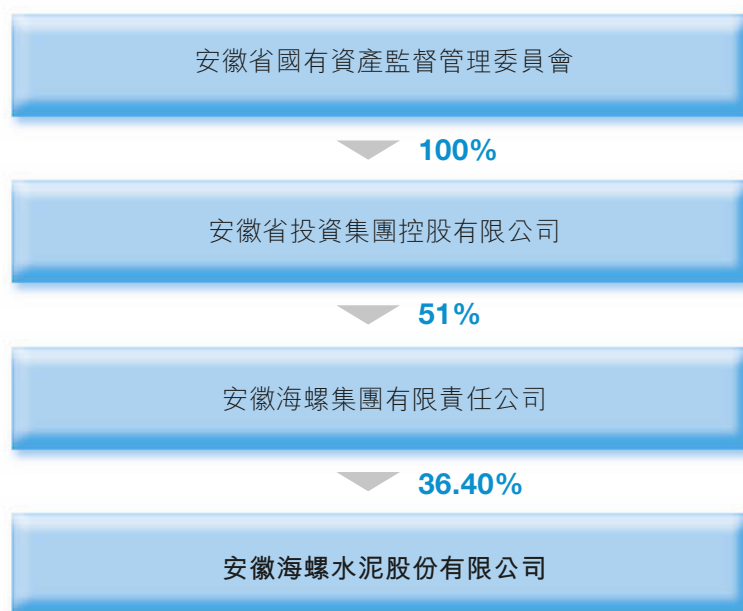 安徽省國有資產監督管理委員會
100%
安徽省投資集團控股有限公司
51%
安徽海螺集團有限責任公司
36.40%
安徽海螺水泥股份有限公司